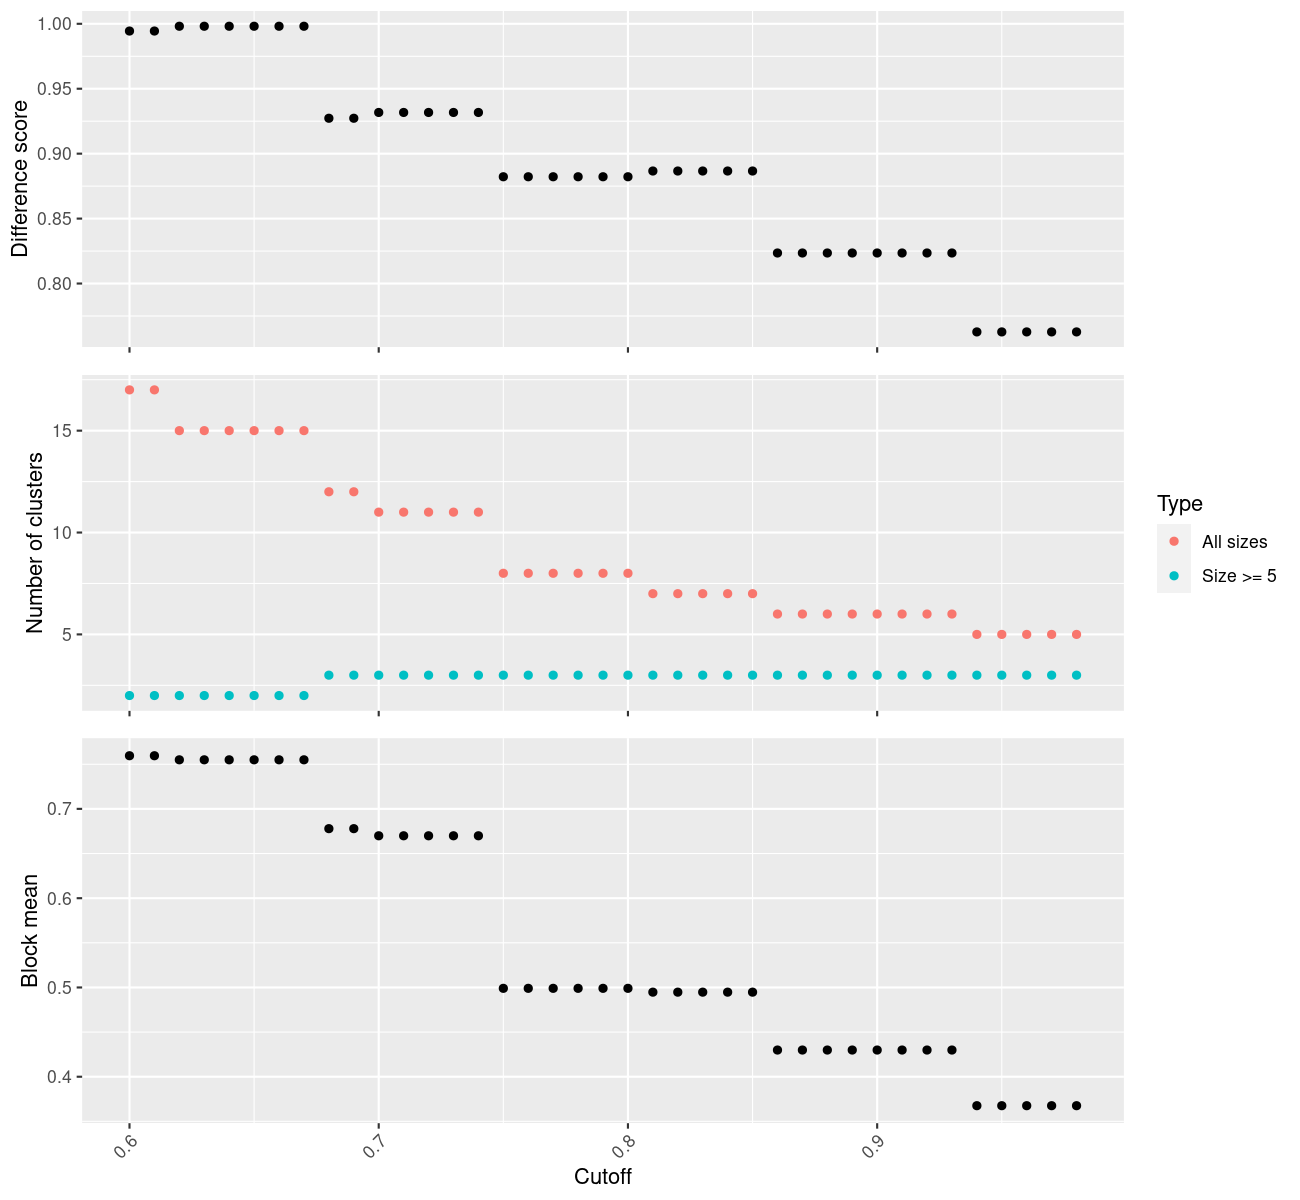 Difference score
1.00
0.95
0.90
0.85
0.80
Number of clusters
15
10
5
Type
All sizes
Size >= 5
Block mean
0.7
0.6
0.5
0.4
0.6 0.7 0.8 0.9
Cutoff